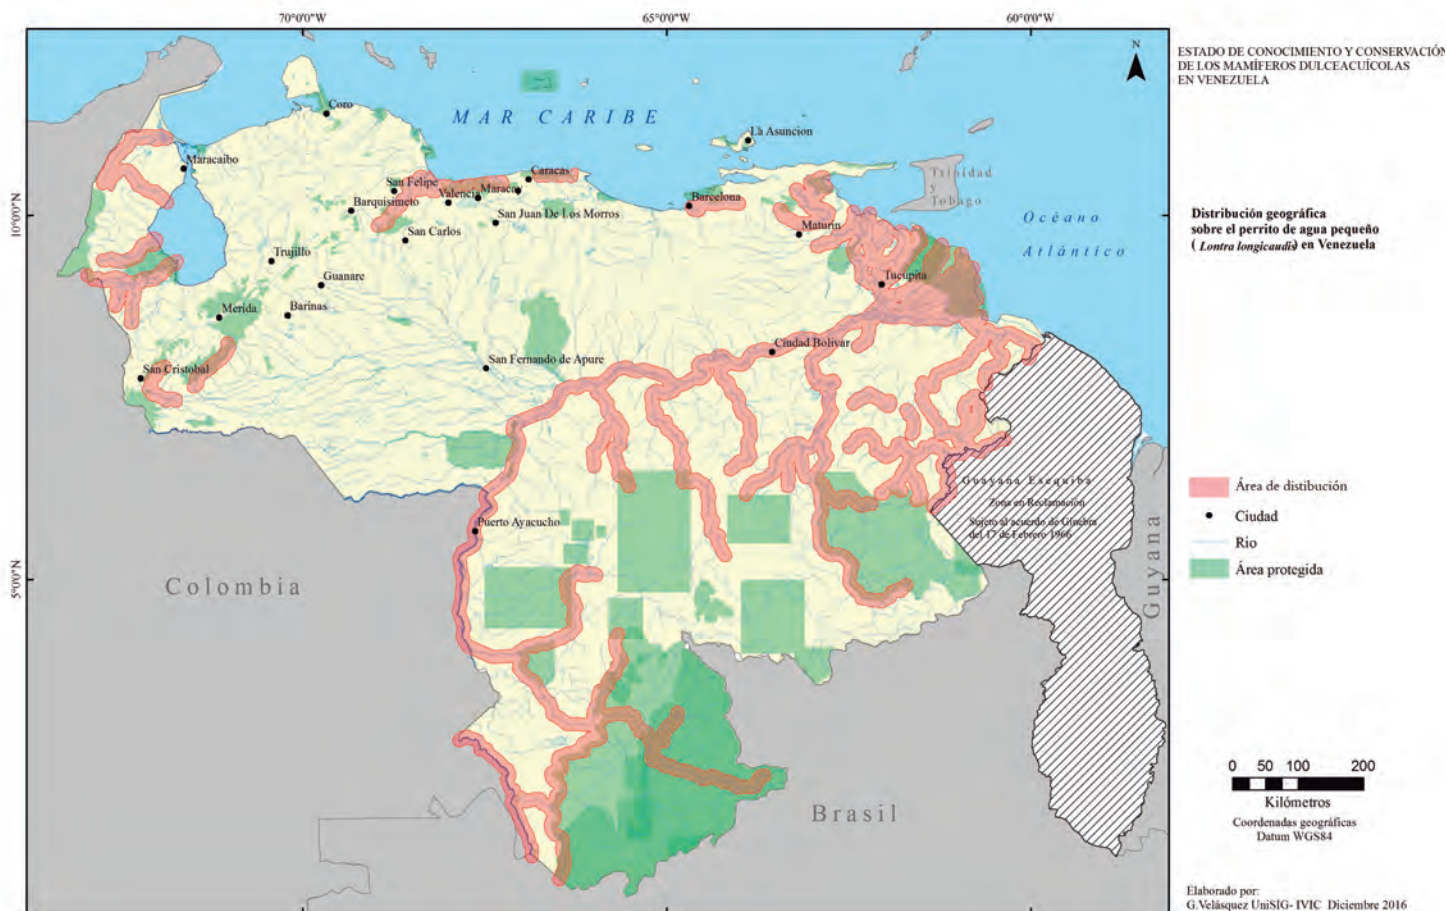 70°0'0"W
65°0'0"W
60°0'0"W
10°0'0"N
5°0'0"N
N
ESTADO DE CONOCIMIENTO Y CONSERVACIÓN
DE LOS MAMÍFEROS DULCEACUÍCOLAS
EN VENEZUELA
MAR CARIBE
Coro
La Asuncion
Maracaibo
Caracas
San Felipe
Maracay
Valencia
Barquisimeto
San Juan De Los Morros
San Carlos
Barcelona
Maturin
Trinidad
y
Tobago
Océano
Atlántico
Distribución geográfica
sobre el perrito de agua pequeño
( Lontra longicaudis) en Venezuela
Trujillo
Guanare
Tucupita
Merida
Barinas
Ciudad Bolivar
San Fernando de Apure
San Cristobal
Guayana Esequiba
Zona en Reclamación
Sujeto al acuerdo de Ginebra
del 17 de Febrero 1966
Puerto Ayacucho
Colombia
Guyana
Brasil
Área de distibución
Ciudad
Rio
Área protegida
0 50 100 200
Kilómetros
Coordenadas geográficas
Datum WGS84
Elaborado por:
G.Velásquez UniSIG- IVIC Diciembre 2016